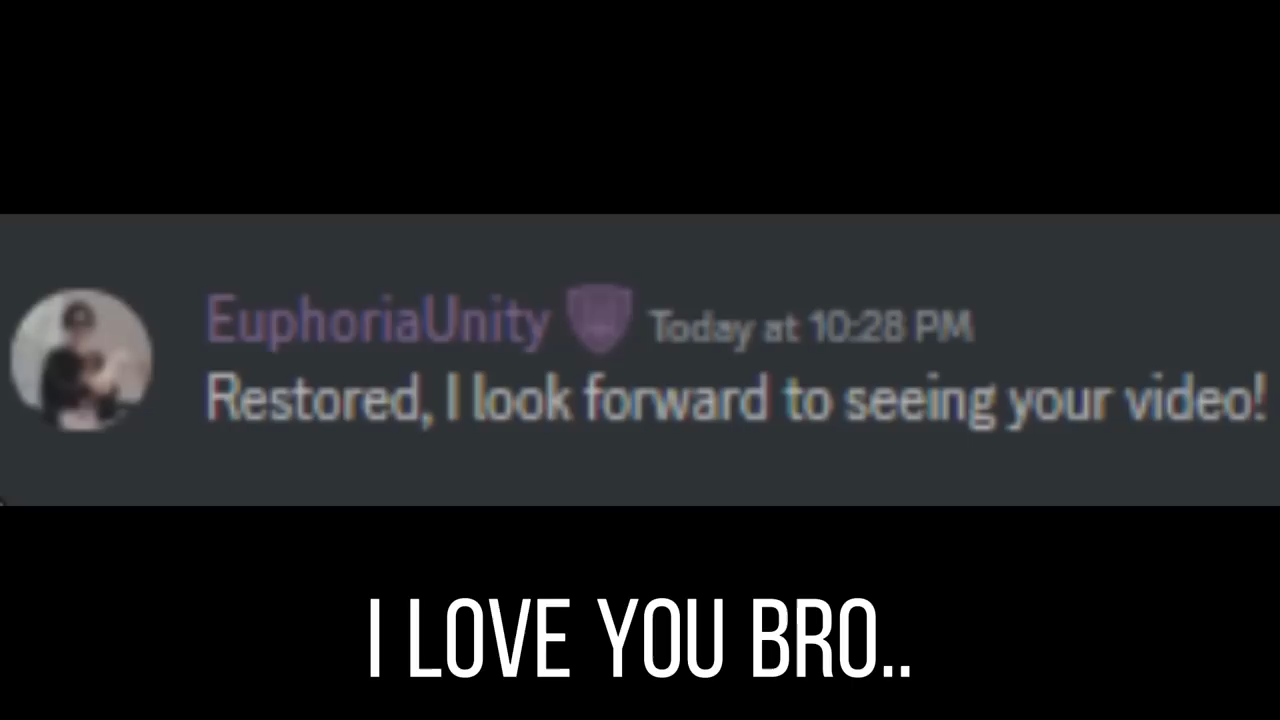 EuphoriaUnity Today at 10:28 PM
Restored, I look forward to seeing your video!
I LOVE YOU BRO..